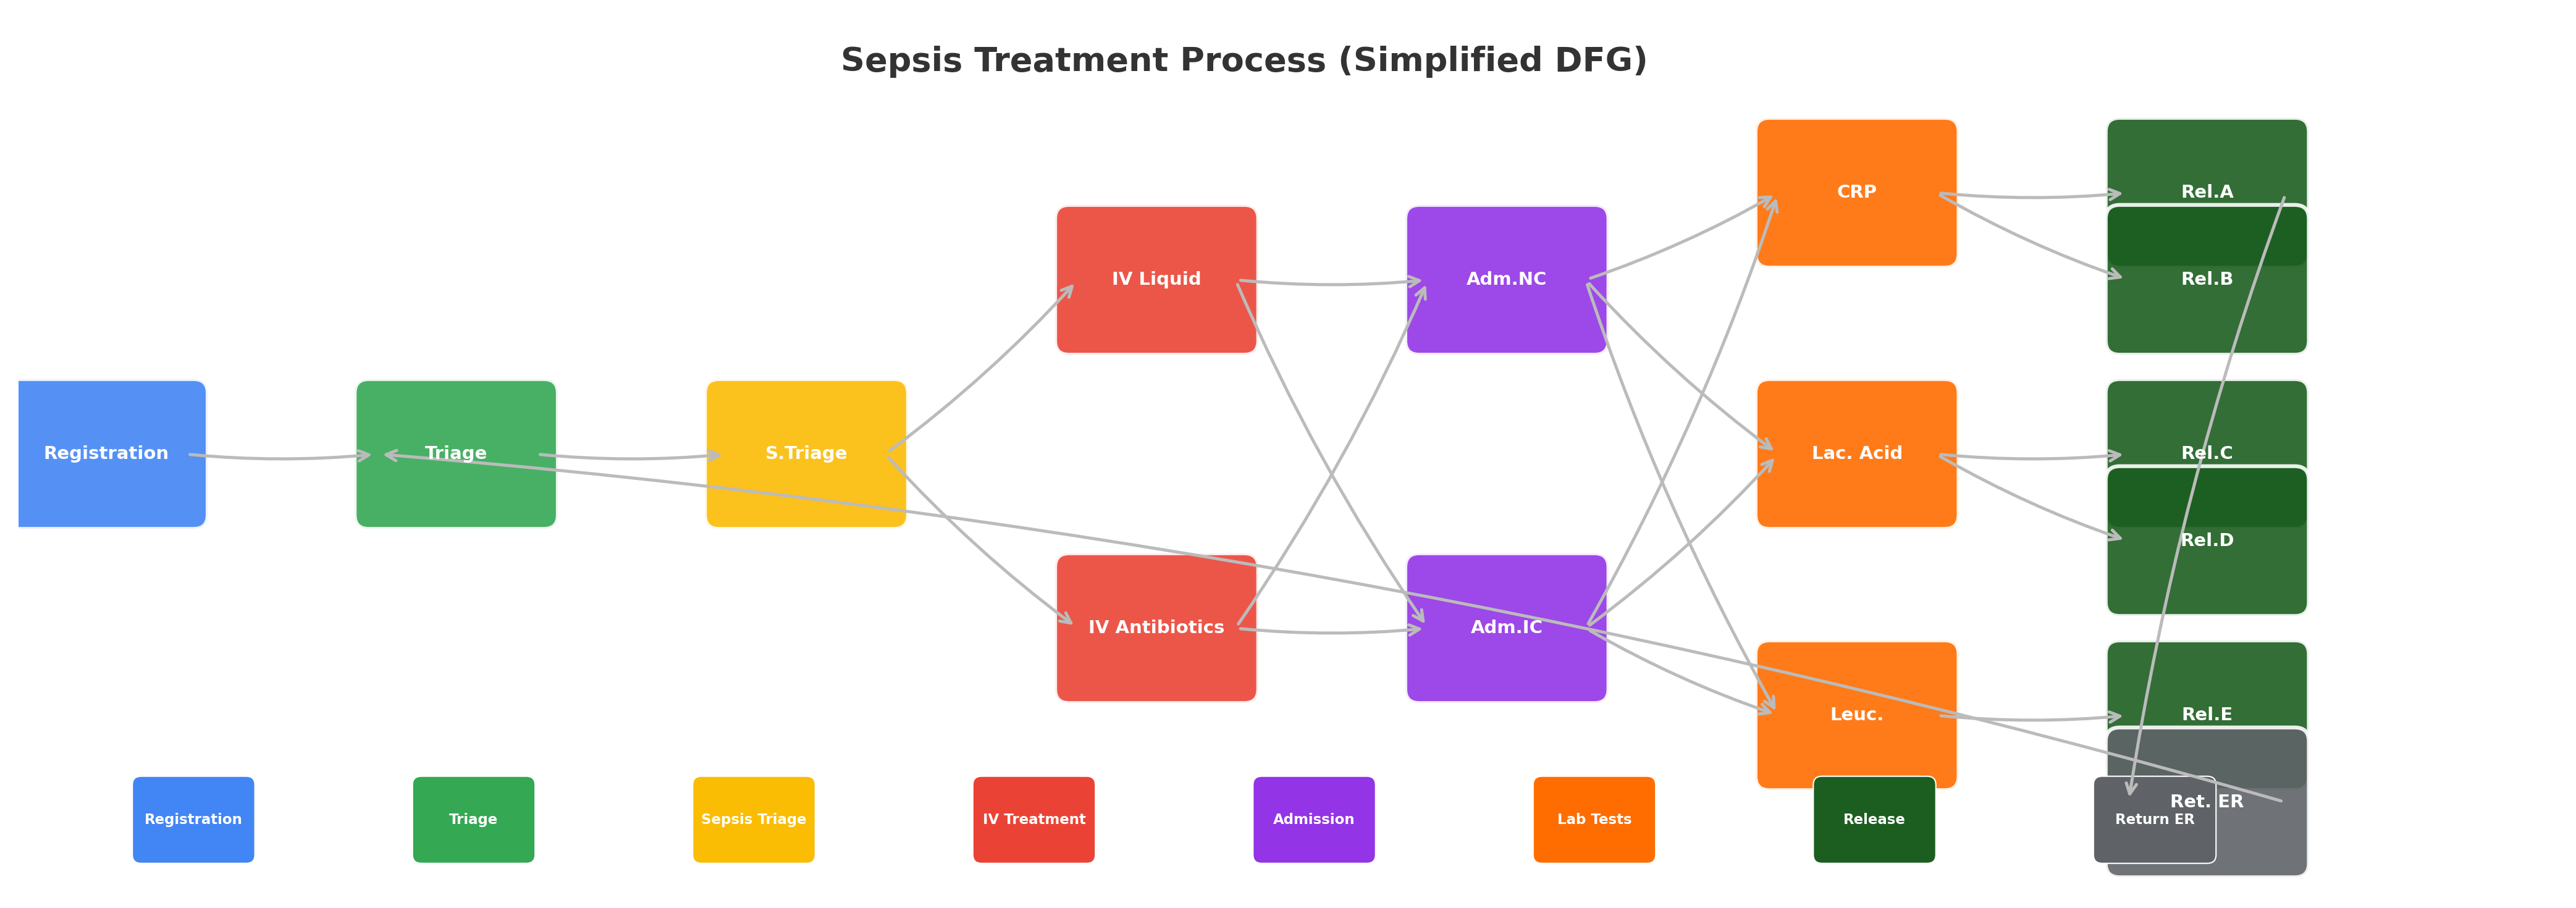 Sepsis Treatment Process (Simplified DFG)
CRP
Rel.A
IV Liquid
Adm.NC
Rel.B
Registration
Triage
S.Triage
Lac. Acid
Rel.C
Rel.D
IV Antibiotics
Adm.IC
Leuc.
Rel.E
Ret. ER
Registration
Triage
Sepsis Triage
IV Treatment
Admission
Lab Tests
Release
Return ER